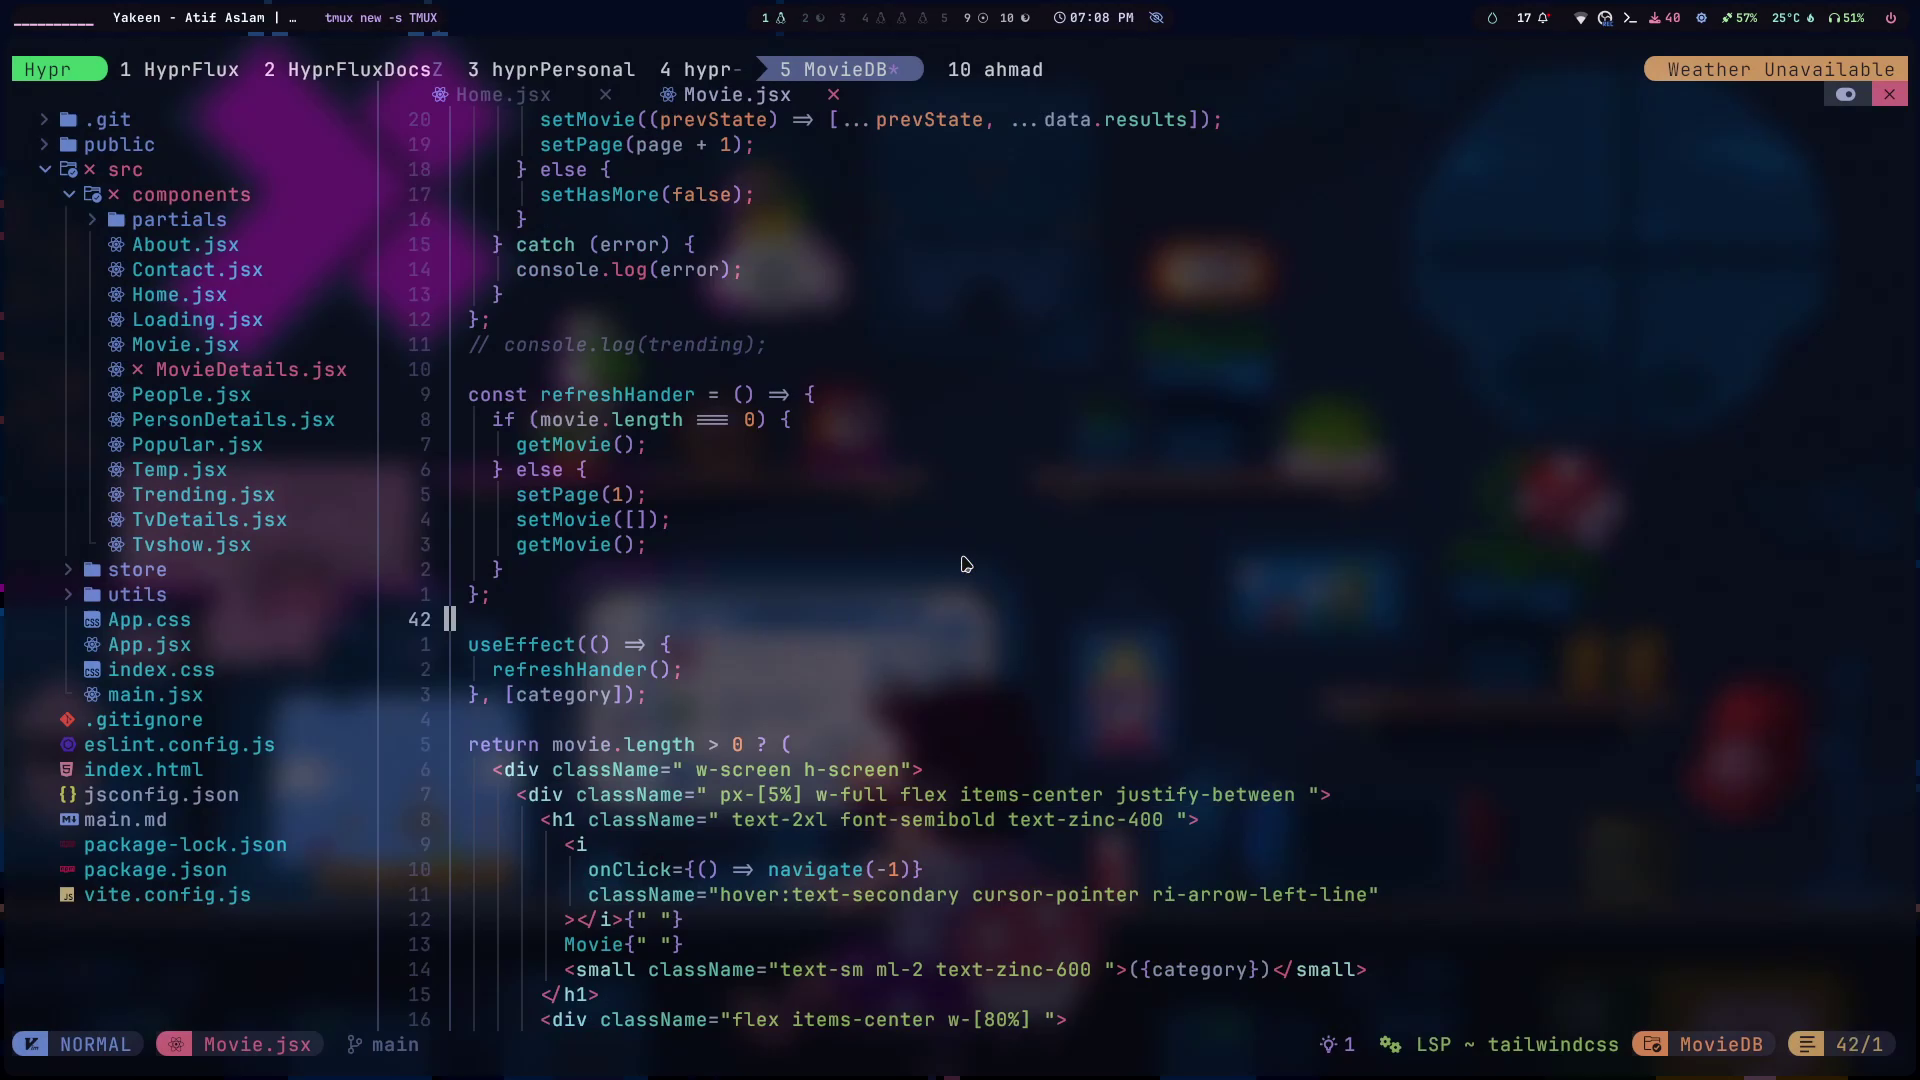 Yakeen - Atif Aslam | … tmux new -s TMUX 1 2 3 4 5 9 10 07:08 PM 17 40 57% 25°C 51%
Hypr 1 HyprFlux 2 HyprFluxDocsZ 3 hyprPersonal 4 hypr- 5 MovieDB* 10 ahmad Weather Unavailable
Home.jsx × Movie.jsx ×
.git
public
× src
× components
partials
About.jsx
Contact.jsx
Home.jsx
Loading.jsx
Movie.jsx
× MovieDetails.jsx
People.jsx
PersonDetails.jsx
Popular.jsx
Temp.jsx
Trending.jsx
TvDetails.jsx
Tvshow.jsx
store
utils
App.css
App.jsx
index.css
main.jsx
.gitignore
eslint.config.js
index.html
jsconfig.json
main.md
package-lock.json
package.json
vite.config.js
20 setMovie((prevState) => [...prevState, ...data.results]);
19 setPage(page + 1);
18 } else {
17 setHasMore(false);
16 }
15 } catch (error) {
14 console.log(error);
13 }
12 };
11 // console.log(trending);
10
9 const refreshHander = () => {
8 if (movie.length === 0) {
7 getMovie();
6 } else {
5 setPage(1);
4 setMovie([]);
3 getMovie();
2 }
1 };
42
1 useEffect(() => {
2 refreshHander();
3 }, [category]);
4
5 return movie.length > 0 ? (
6 <div className=" w-screen h-screen">
7 <div className=" px-[5%] w-full flex items-center justify-between ">
8 <h1 className=" text-2xl font-semibold text-zinc-400 ">
9 <i
10 onClick={() => navigate(-1)}
11 className="hover:text-secondary cursor-pointer ri-arrow-left-line"
12 ></i>{" "}
13 Movie{" "}
14 <small className="text-sm ml-2 text-zinc-600 ">({category})</small>
15 </h1>
16 <div className="flex items-center w-[80%] ">
NORMAL Movie.jsx main 1 LSP ~ tailwindcss MovieDB 42/1